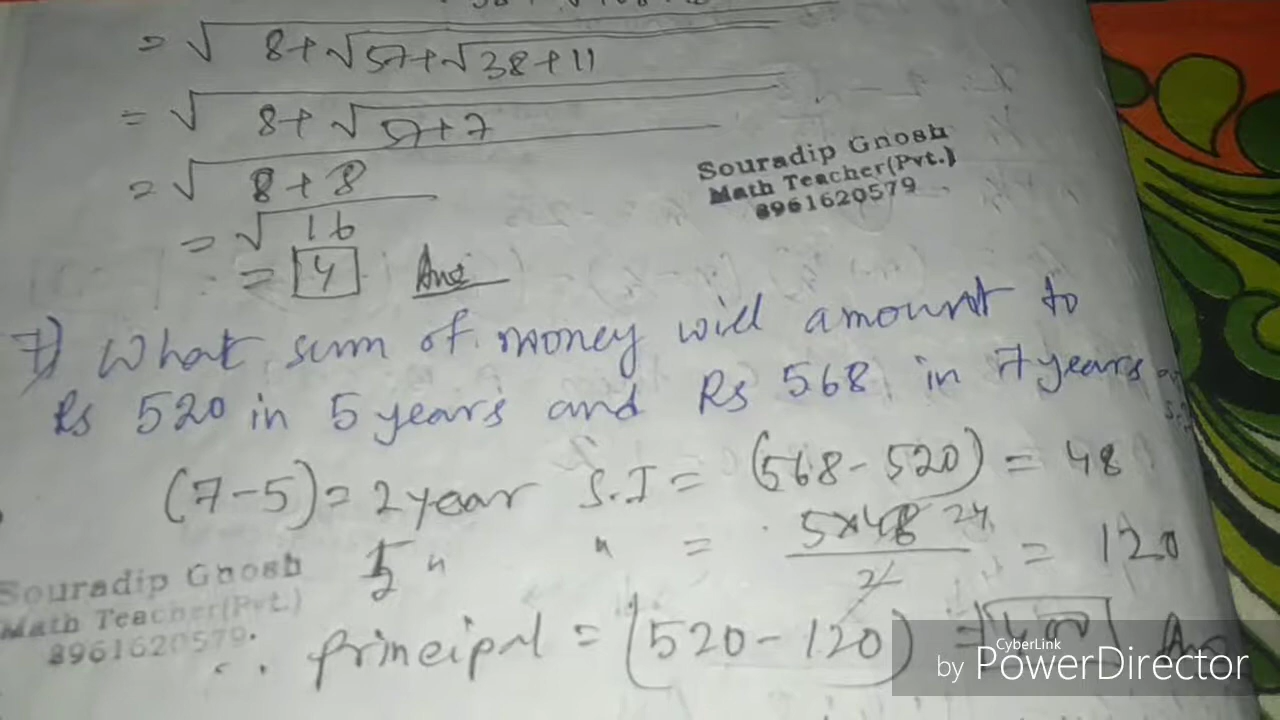 = √8+√57+√38+11
= √8+√57+7
= √8+8
= √16
= 4 Ans
Souradip Ghosh
Math Teacher(Pvt.)
8961620579
7) What sum of money will amount to
Rs 520 in 5 years and Rs 568 in 7 years
(7-5) = 2 year S.I = (568-520) = 48
5 " " = 5×48 24 / 2 = 120
Souradip Ghosh
Math Teacher(Pvt.)
8961620579
∴ principal = (520-120) = 400 Ans
CyberLink
by PowerDirector